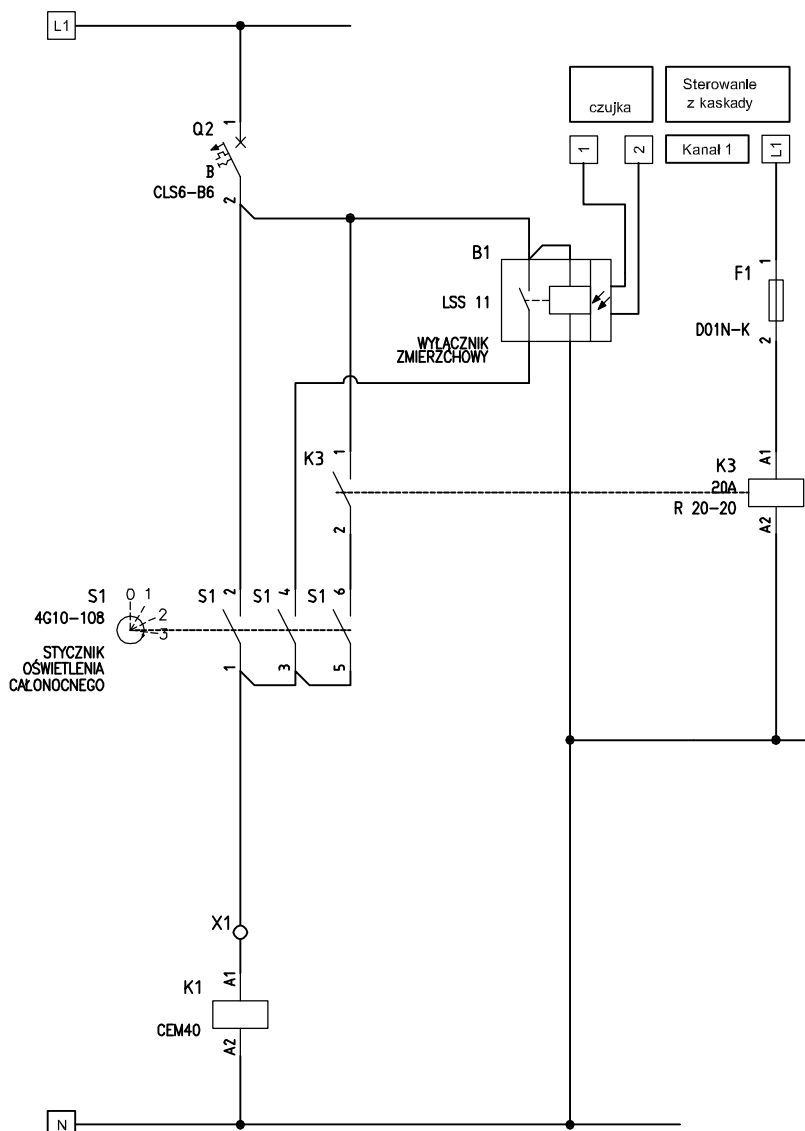 L1
czujka
Sterowanie
z kaskady
1
2
Kanał 1
L1
Q2
1
B
CLS6-B6
2
B1
LSS 11
WYŁĄCZNIK
ZMIERZCHOWY
F1
1
D01N-K
2
K3
1
2
K3
A1
20A
R 20-20
A2
S1
0
1
2
3
4G10-108
STYCZNIK
OŚWIETLENIA
CAŁONOCNEGO
S1
2
S1
4
S1
6
1
3
5
X1
K1
A1
CEM40
A2
N